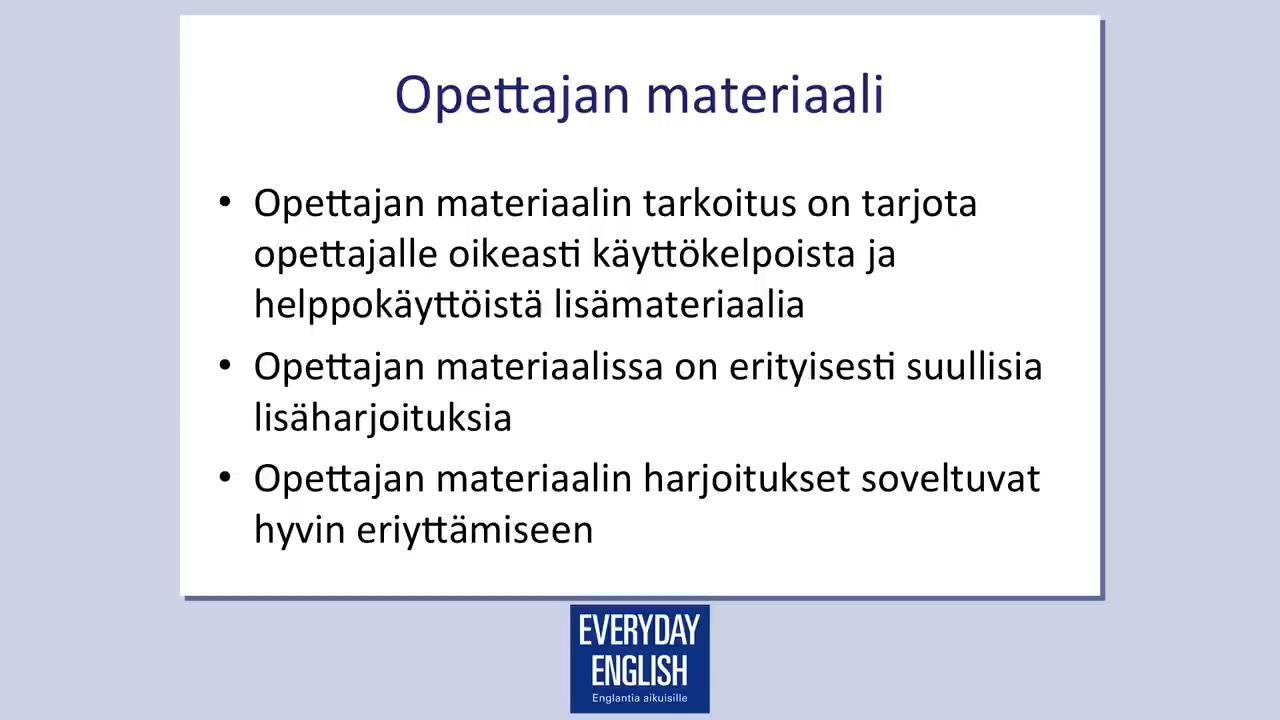 Opettajan materiaali
• Opettajan materiaalin tarkoitus on tarjota
opettajalle oikeasti käyttökelpoista ja
helppokäyttöistä lisämateriaalia
• Opettajan materiaalissa on erityisesti suullisia
lisäharjoituksia
• Opettajan materiaalin harjoitukset soveltuvat
hyvin eriyttämiseen
EVERYDAY
ENGLISH
Englantia aikuisille